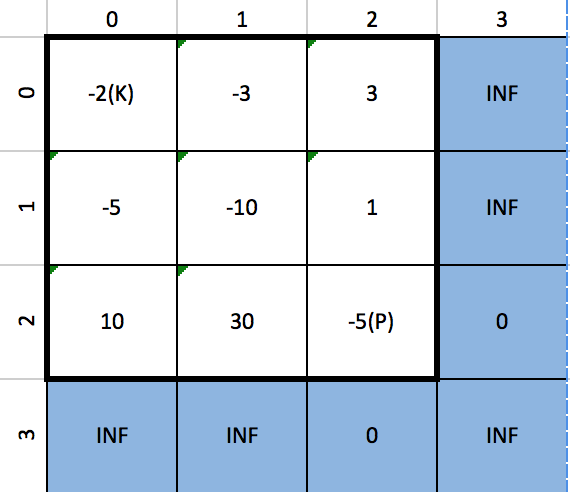 0 1 2 3
0 -2(K) -3 3 INF
1 -5 -10 1 INF
2 10 30 -5(P) 0
3 INF INF 0 INF